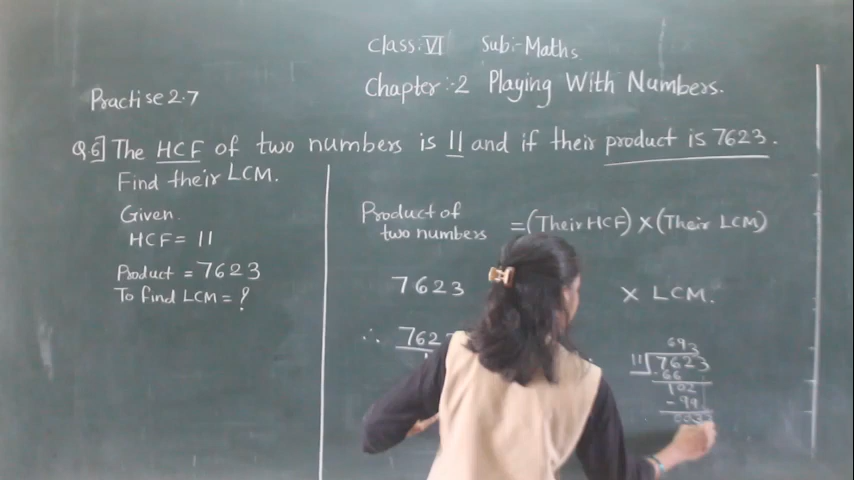 Class:VI Sub:-Maths
Chapter:-2 Playing With Numbers.
Practise 2.7
Q.6] The HCF of two numbers is 11 and if their product is 7623.
Find their LCM.
Given
HCF = 11
Product = 7623
To find LCM = ?
Product of
two numbers = (Their HCF) X (Their LCM)
7623 X LCM.
∴ 762
693
11 7623
66
102
- 99